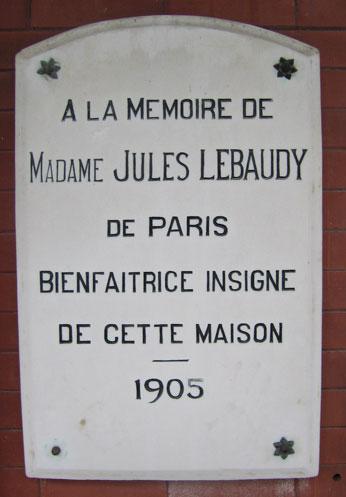 A LA MEMOIRE DE
MADAME JULES LEBAUDY
DE PARIS
BIENFAITRICE INSIGNE
DE CETTE MAISON
1905